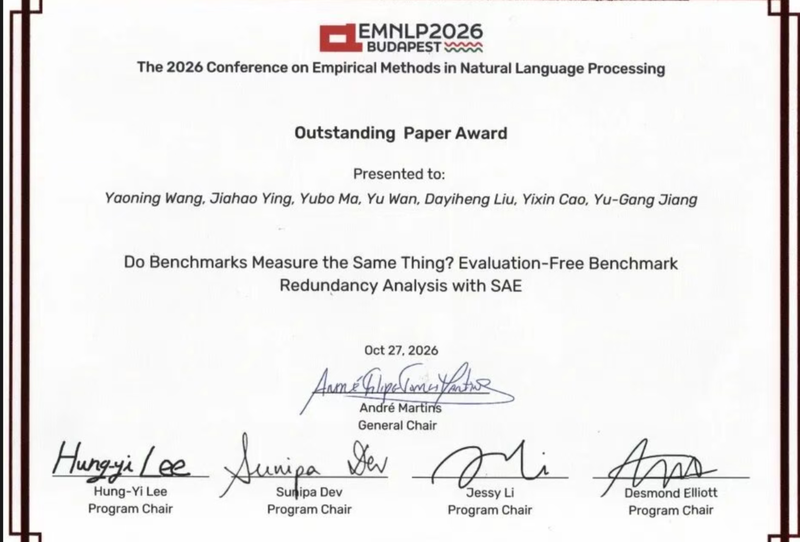 EMNLP2026
BUDAPEST
The 2026 Conference on Empirical Methods in Natural Language Processing
Outstanding Paper Award
Presented to:
Yaoning Wang, Jiahao Ying, Yubo Ma, Yu Wan, Dayiheng Liu, Yixin Cao, Yu-Gang Jiang
Do Benchmarks Measure the Same Thing? Evaluation-Free Benchmark
Redundancy Analysis with SAE
Oct 27, 2026
André Martins
General Chair
Hung-yi Lee
Sunipa Dev
Hung-Yi Lee
Sunipa Dev
Jessy Li
Desmond Elliott
Program Chair
Program Chair
Program Chair
Program Chair